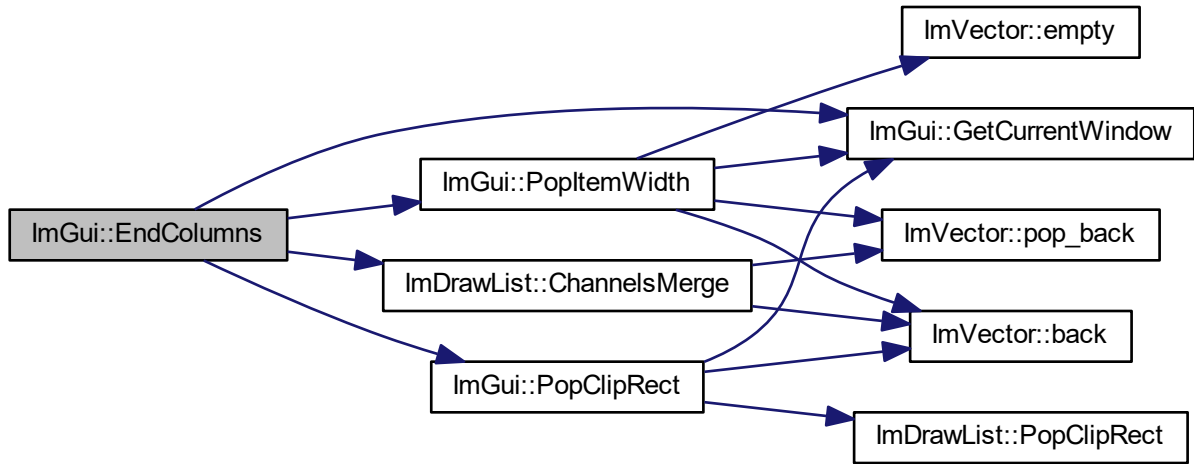 ImVector::empty
ImGui::GetCurrentWindow
ImGui::PopItemWidth
ImGui::EndColumns
ImVector::pop_back
ImDrawList::ChannelsMerge
ImVector::back
ImGui::PopClipRect
ImDrawList::PopClipRect